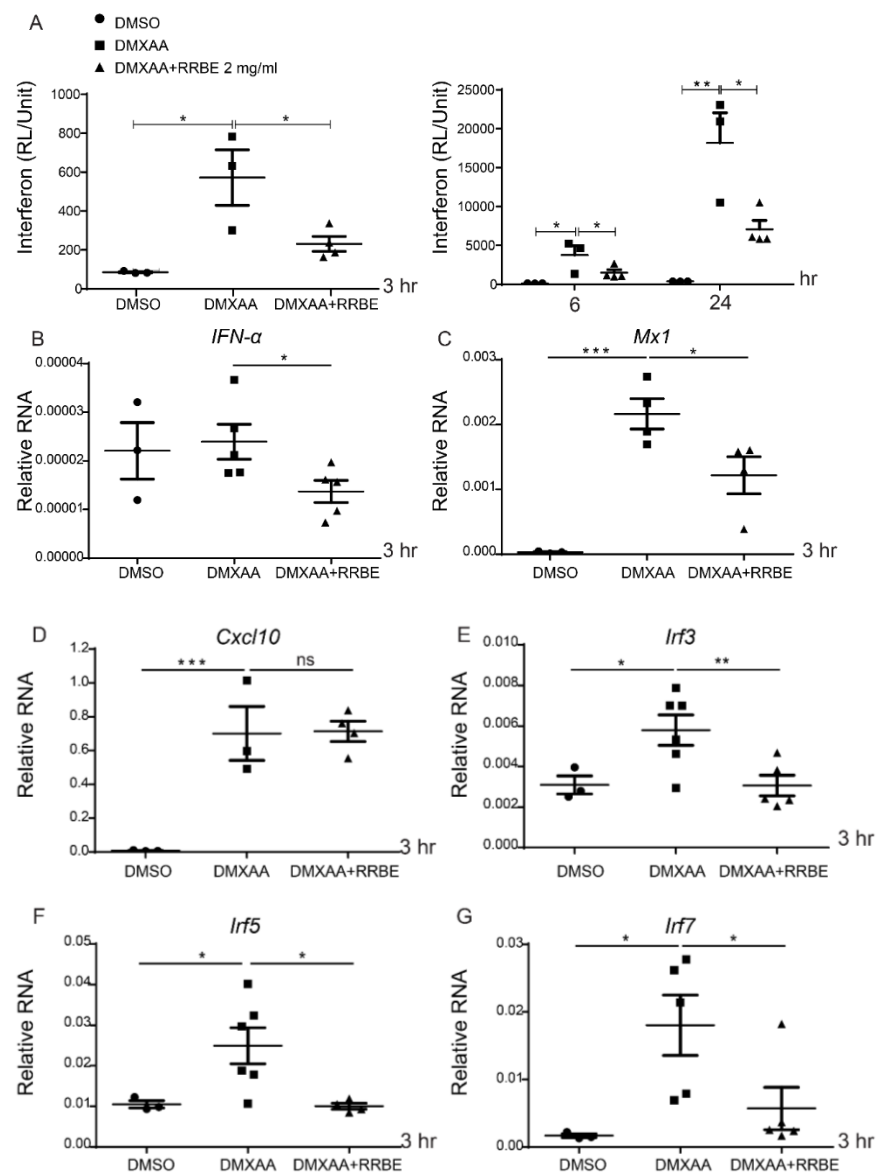 A
DMSO
DMXAA
DMXAA+RRBE 2 mg/ml
Interferon (RL/Unit)
1000
800
600
400
200
0
*
*
DMSO
DMXAA
DMXAA+RRBE
3 hr
Interferon (RL/Unit)
25000
20000
15000
10000
5000
0
*
*
**
*
6
24
hr
B
IFN-α
Relative RNA
0.00004
0.00003
0.00002
0.00001
0.00000
*
DMSO
DMXAA
DMXAA+RRBE
3 hr
C
Mx1
Relative RNA
0.003
0.002
0.001
0.000
***
*
DMSO
DMXAA
DMXAA+RRBE
3 hr
D
Cxcl10
Relative RNA
1.2
1.0
0.8
0.6
0.4
0.2
0.0
***
ns
DMSO
DMXAA
DMXAA+RRBE
3 hr
E
Irf3
Relative RNA
0.010
0.008
0.006
0.004
0.002
0.000
*
**
DMSO
DMXAA
DMXAA+RRBE
3 hr
F
Irf5
Relative RNA
0.05
0.04
0.03
0.02
0.01
0.00
*
*
DMSO
DMXAA
DMXAA+RRBE
3 hr
G
Irf7
Relative RNA
0.03
0.02
0.01
0.00
*
*
DMSO
DMXAA
DMXAA+RRBE
3 hr